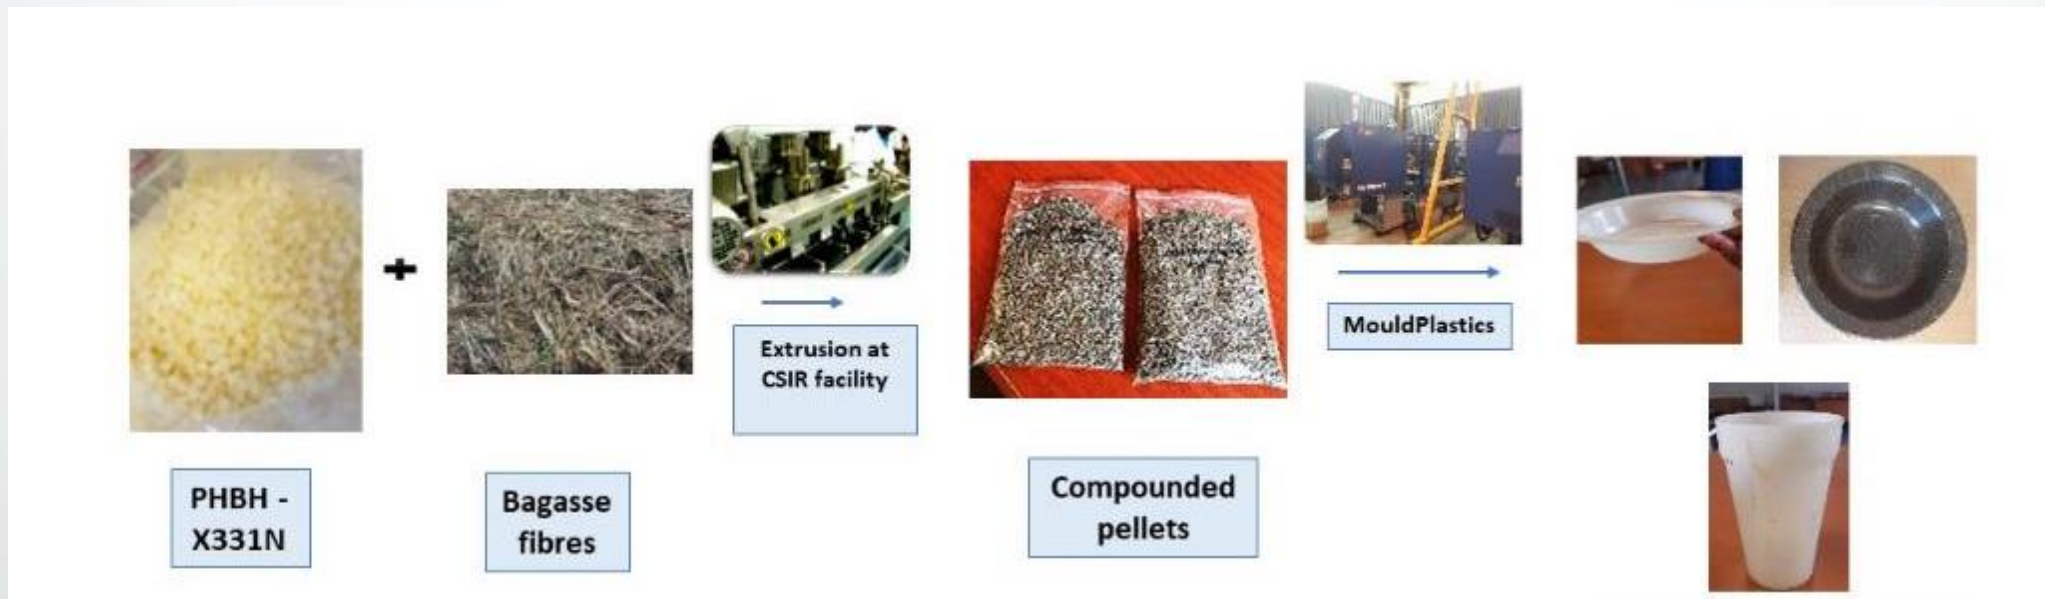 PHBH -
X331N
+
Bagasse
fibres
Extrusion at
CSIR facility
Compounded
pellets
MouldPlastics